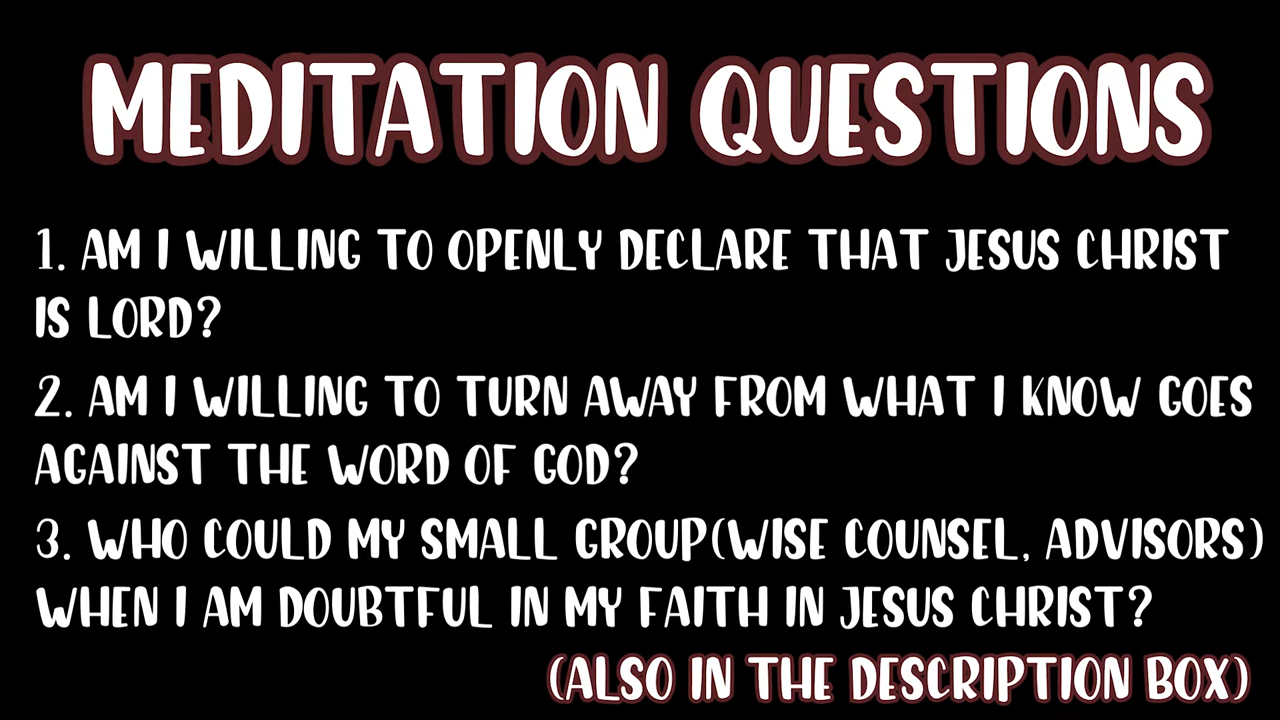 MEDITATION QUESTIONS
1. AM I WILLING TO OPENLY DECLARE THAT JESUS CHRIST
IS LORD?
2. AM I WILLING TO TURN AWAY FROM WHAT I KNOW GOES
AGAINST THE WORD OF GOD?
3. WHO COULD MY SMALL GROUP(WISE COUNSEL, ADVISORS)
WHEN I AM DOUBTFUL IN MY FAITH IN JESUS CHRIST?
(ALSO IN THE DESCRIPTION BOX)